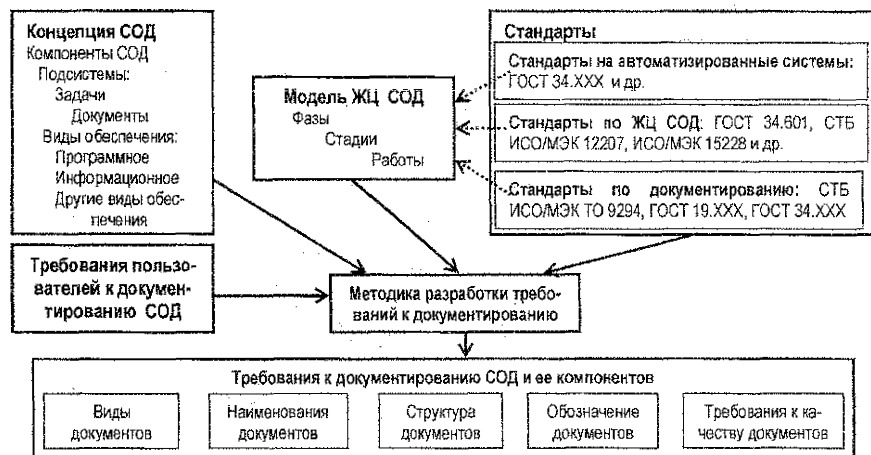 Концепция СОД
Компоненты СОД
Подсистемы:
Задачи
Документы
Виды обеспечения:
Программное
Информационное
Другие виды обес-
печения
Модель ЖЦ СОД
Фазы
Стадии
Работы
Стандарты
Стандарты на автоматизированные системы:
ГОСТ 34.XXX и др.
Стандарты по ЖЦ СОД: ГОСТ 34.601, СТБ
ИСО/МЭК 12207, ИСО/МЭК 15228 и др.
Стандарты по документированию: СТБ
ИСО/МЭК ТО 9294, ГОСТ 19.XXX, ГОСТ 34.XXX
Требования пользо-
вателей к докумен-
тированию СОД
Методика разработки требо-
ваний к документированию
Требования к документированию СОД и ее компонентов
Виды
документов
Наименования
документов
Структура
документов
Обозначение
документов
Требования к ка-
честву документов